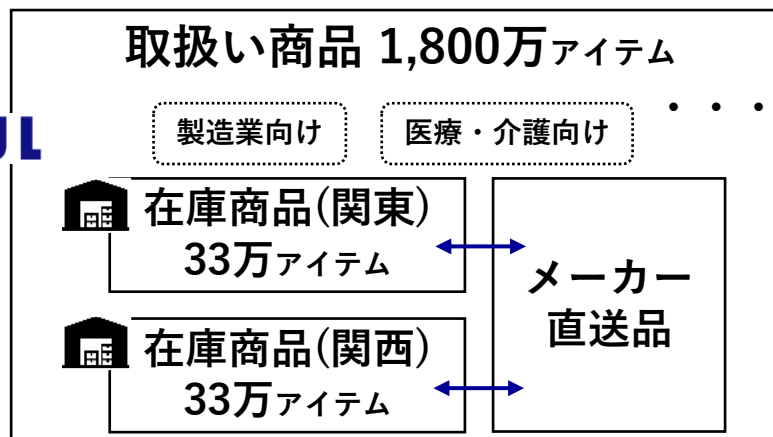 取扱い商品 1,800万アイテム
製造業向け
医療・介護向け
・・・
在庫商品(関東)
33万アイテム
メーカー
直送品
在庫商品(関西)
33万アイテム